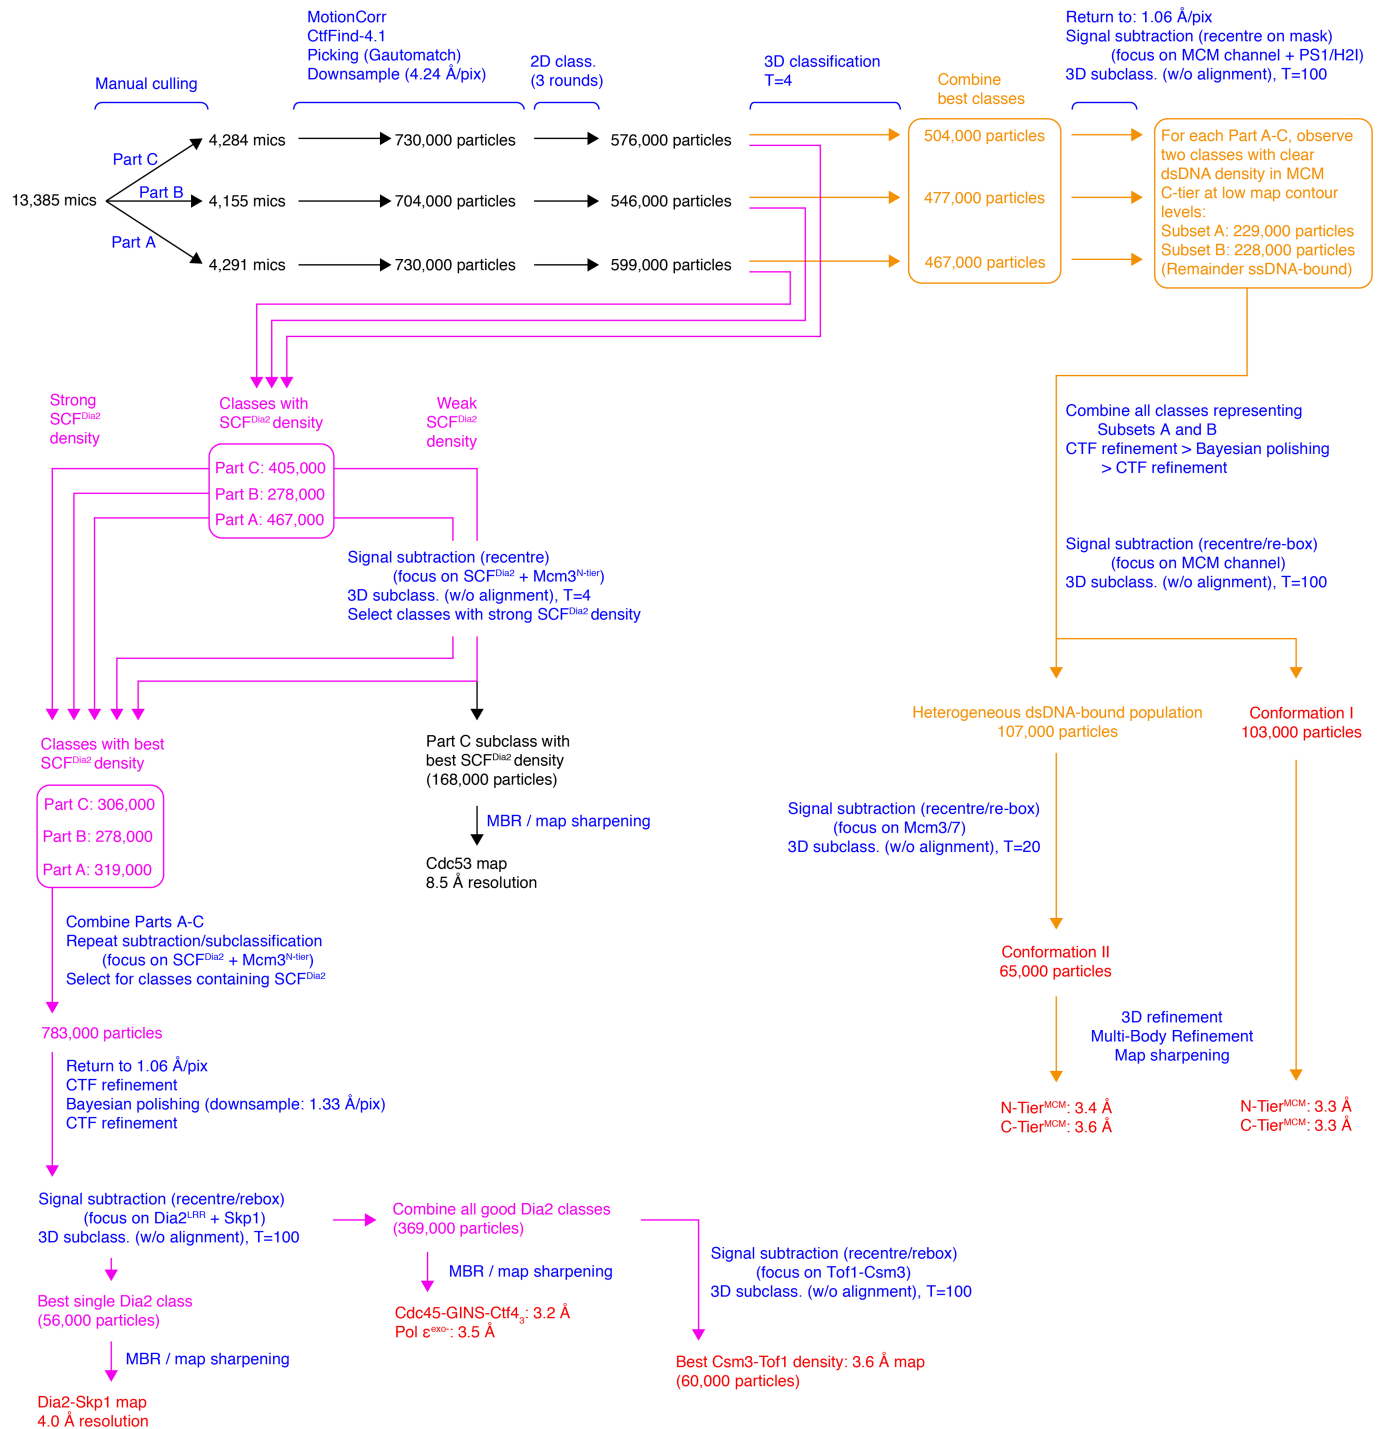 MotionCorr
CtfFind-4.1
Picking (Gautomatch)
Downsample (4.24 Å/pix)
Manual culling
2D class.
(3 rounds)
3D classification
T=4
Combine
best classes
Return to: 1.06 Å/pix
Signal subtraction (recentre on mask)
(focus on MCM channel + PS1/H2I)
3D subclass. (w/o alignment), T=100
13,385 mics
Part C
Part B
Part A
4,284 mics
730,000 particles
576,000 particles
504,000 particles
4,155 mics
704,000 particles
546,000 particles
477,000 particles
4,291 mics
730,000 particles
599,000 particles
467,000 particles
For each Part A-C, observe
two classes with clear
dsDNA density in MCM
C-tier at low map contour
levels:
Subset A: 229,000 particles
Subset B: 228,000 particles
(Remainder ssDNA-bound)
Strong
SCFDia2
density
Classes with
SCFDia2 density
Weak
SCFDia2
density
Part C: 405,000
Part B: 278,000
Part A: 467,000
Signal subtraction (recentre)
(focus on SCFDia2 + Mcm3N-tier)
3D subclass. (w/o alignment), T=4
Select classes with strong SCFDia2 density
Combine all classes representing
Subsets A and B
CTF refinement > Bayesian polishing
> CTF refinement
Signal subtraction (recentre/re-box)
(focus on MCM channel)
3D subclass. (w/o alignment), T=100
Classes with best
SCFDia2 density
Part C: 306,000
Part B: 278,000
Part A: 319,000
Part C subclass with
best SCFDia2 density
(168,000 particles)
MBR / map sharpening
Cdc53 map
8.5 Å resolution
Heterogeneous dsDNA-bound population
107,000 particles
Conformation I
103,000 particles
Signal subtraction (recentre/re-box)
(focus on Mcm3/7)
3D subclass. (w/o alignment), T=20
Conformation II
65,000 particles
3D refinement
Multi-Body Refinement
Map sharpening
N-TierMCM: 3.4 Å
C-TierMCM: 3.6 Å
N-TierMCM: 3.3 Å
C-TierMCM: 3.3 Å
Combine Parts A-C
Repeat subtraction/subclassification
(focus on SCFDia2 + Mcm3N-tier)
Select for classes containing SCFDia2
783,000 particles
Return to 1.06 Å/pix
CTF refinement
Bayesian polishing (downsample: 1.33 Å/pix)
CTF refinement
Signal subtraction (recentre/rebox)
(focus on Dia2LRR + Skp1)
3D subclass. (w/o alignment), T=100
Combine all good Dia2 classes
(369,000 particles)
MBR / map sharpening
Cdc45-GINS-Ctf43: 3.2 Å
Pol εexo-: 3.5 Å
Signal subtraction (recentre/rebox)
(focus on Tof1-Csm3)
3D subclass. (w/o alignment), T=100
Best Csm3-Tof1 density: 3.6 Å map
(60,000 particles)
Best single Dia2 class
(56,000 particles)
MBR / map sharpening
Dia2-Skp1 map
4.0 Å resolution